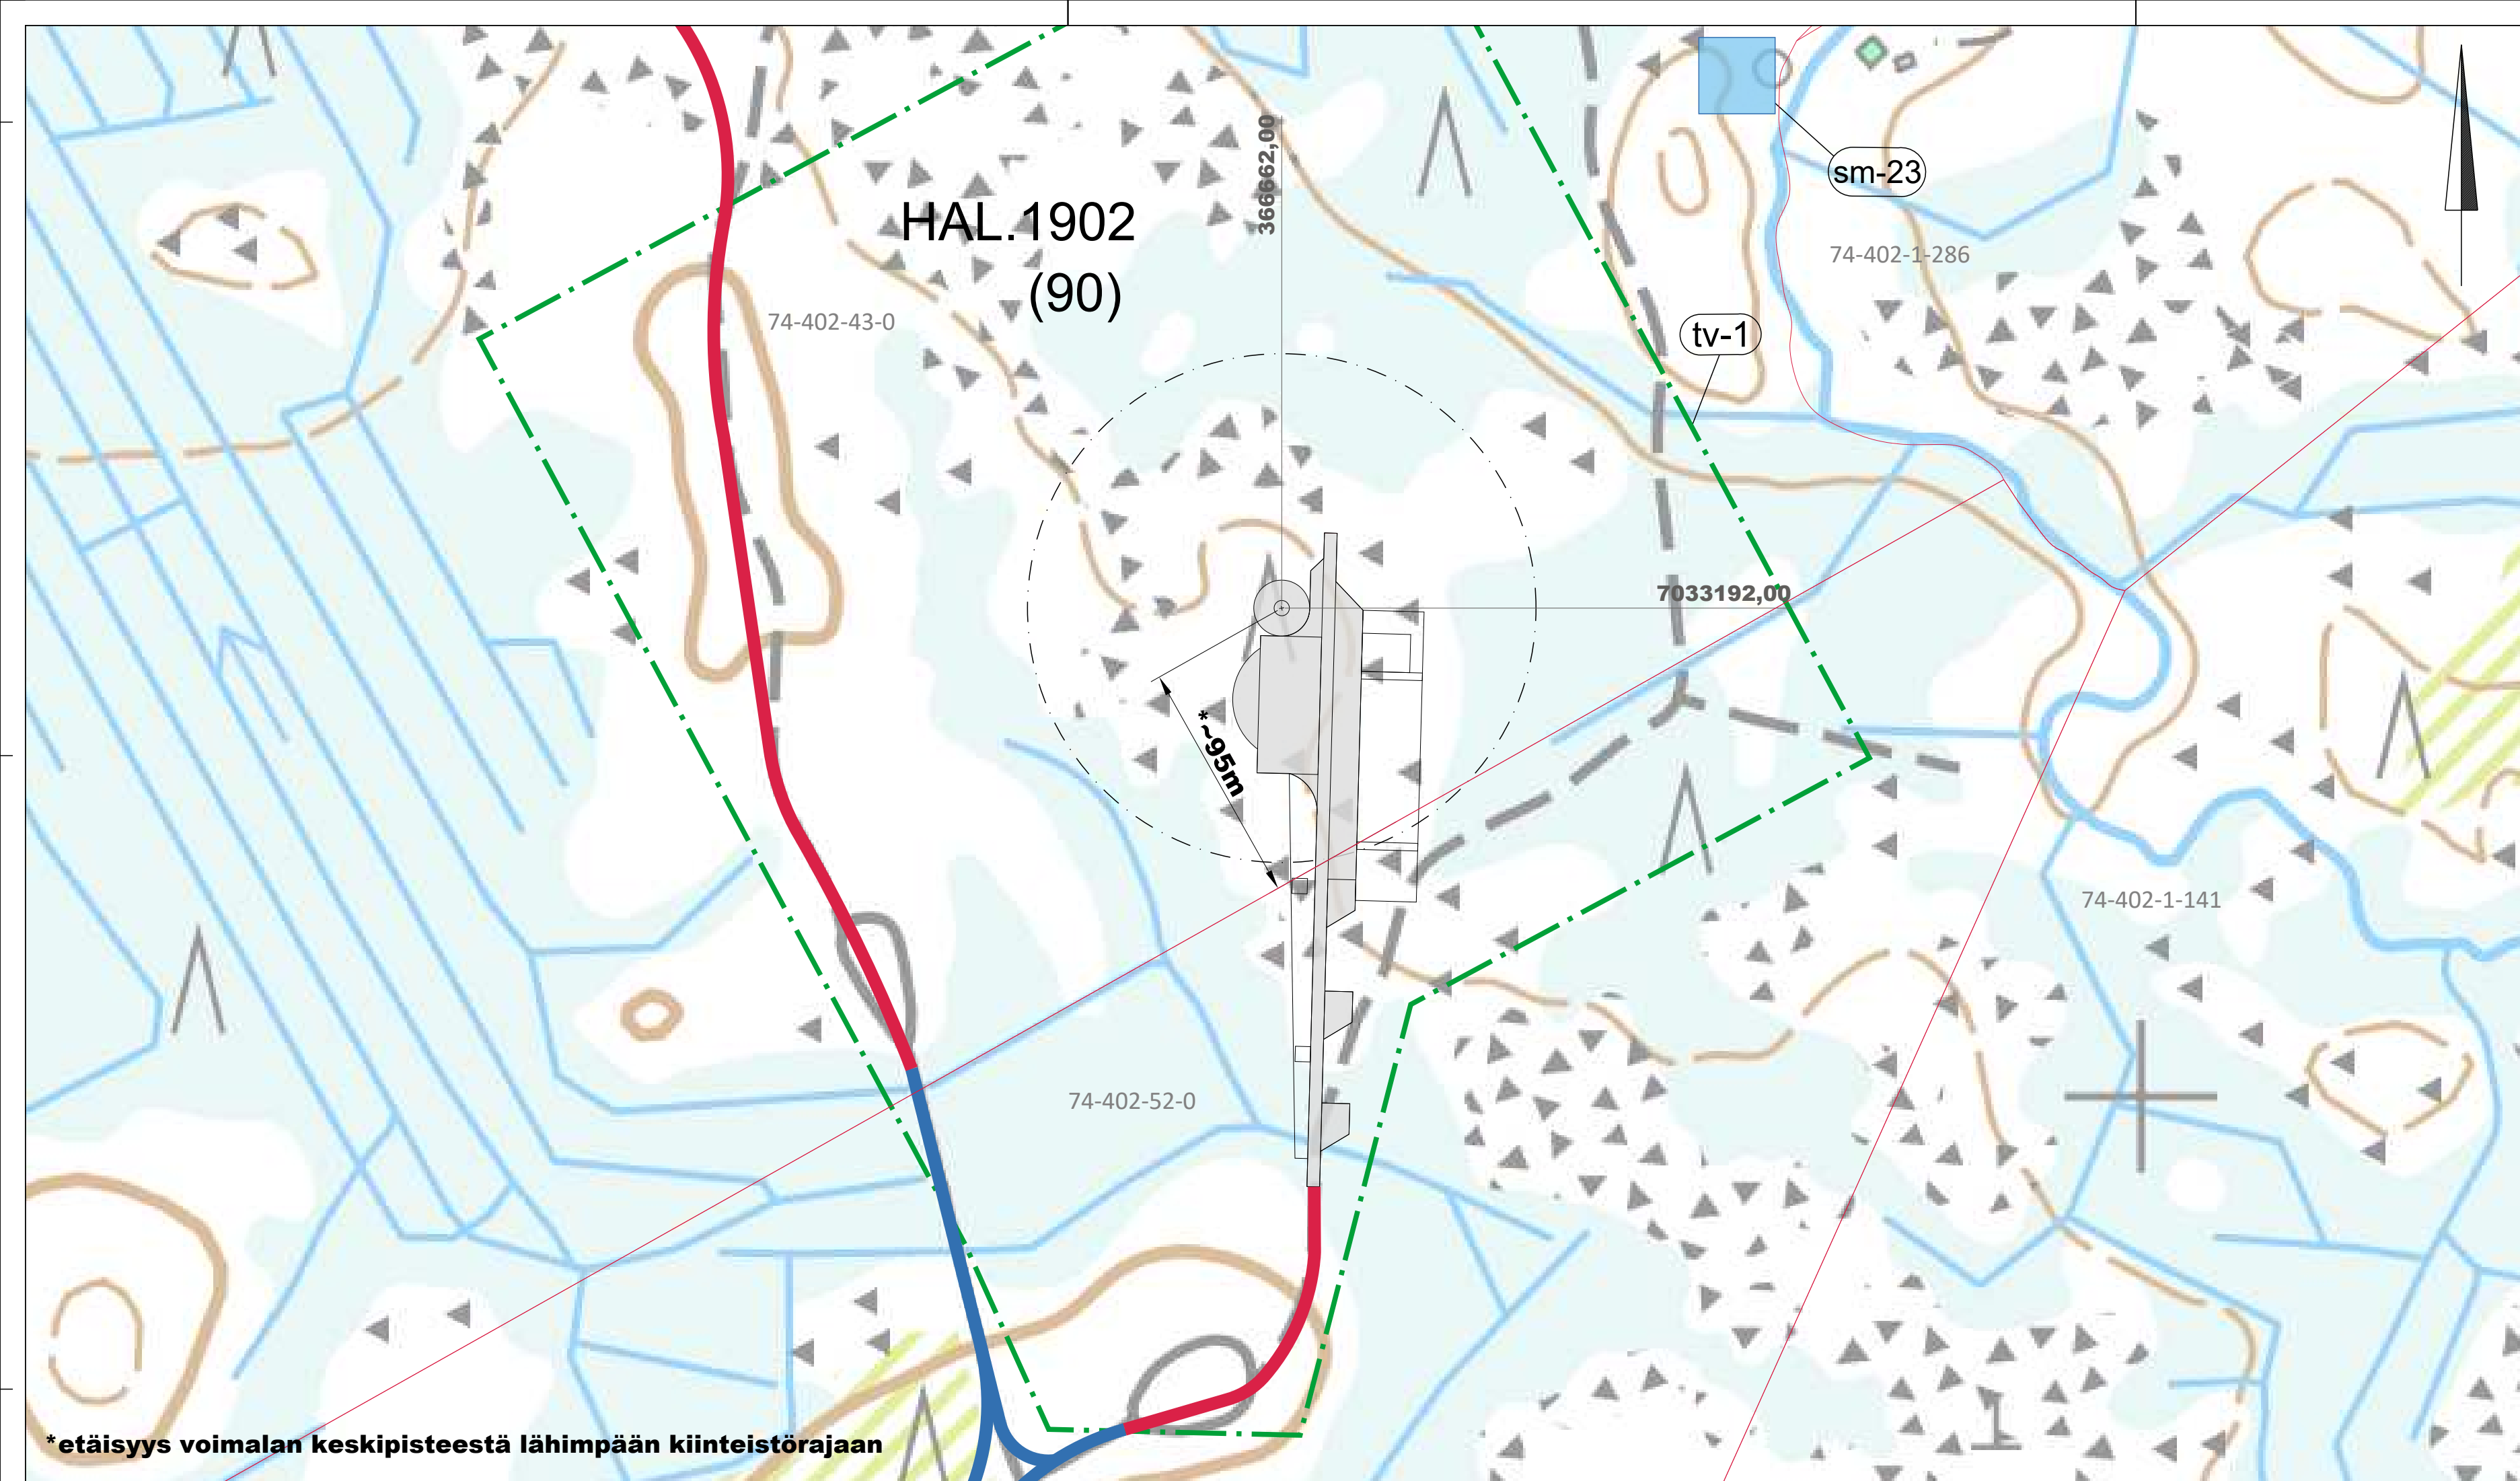 sm-23
366662,00
HAL.1902
(90)
74-402-1-286
74-402-43-0
tv-1
7033192,00
*~95m
74-402-1-141
74-402-52-0
*etäisyys voimalan keskipisteestä lähimpään kiinteistörajaan